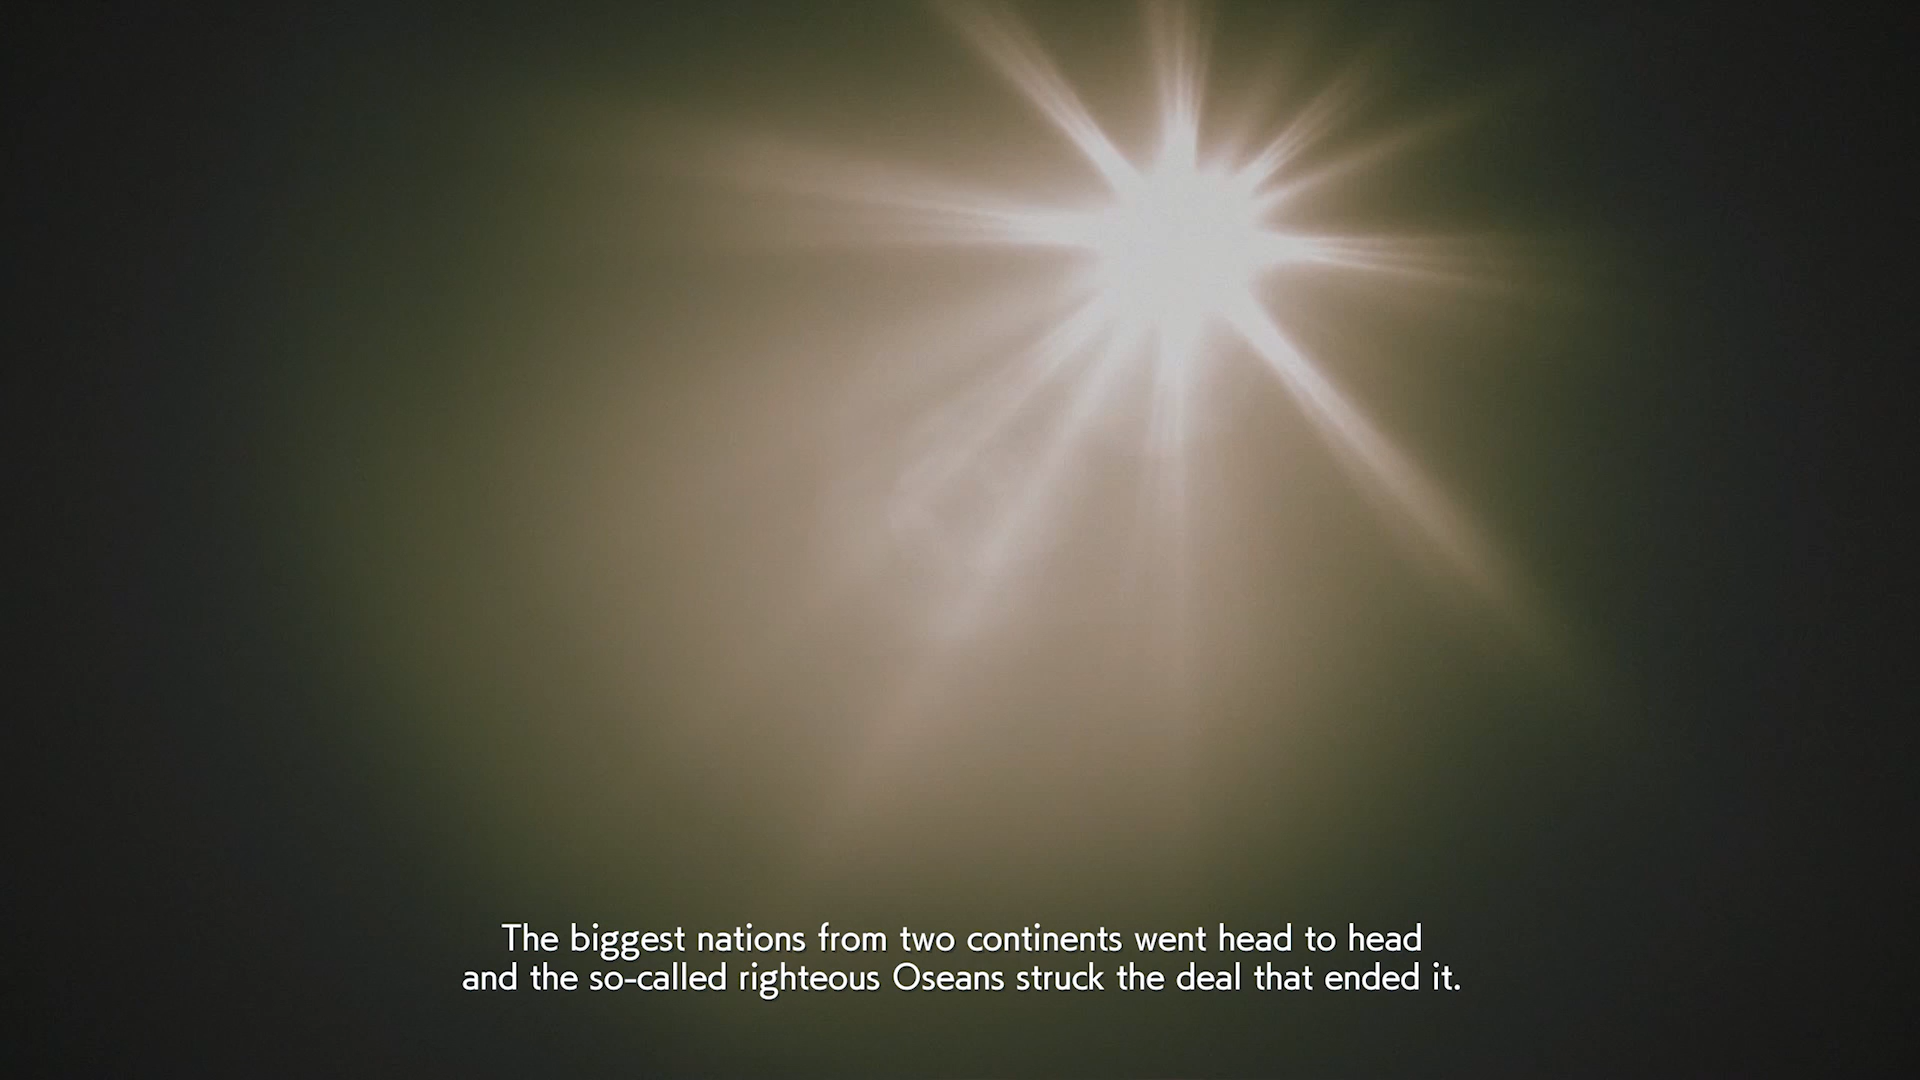 The biggest nations from two continents went head to head
and the so-called righteous Oseans struck the deal that ended it.